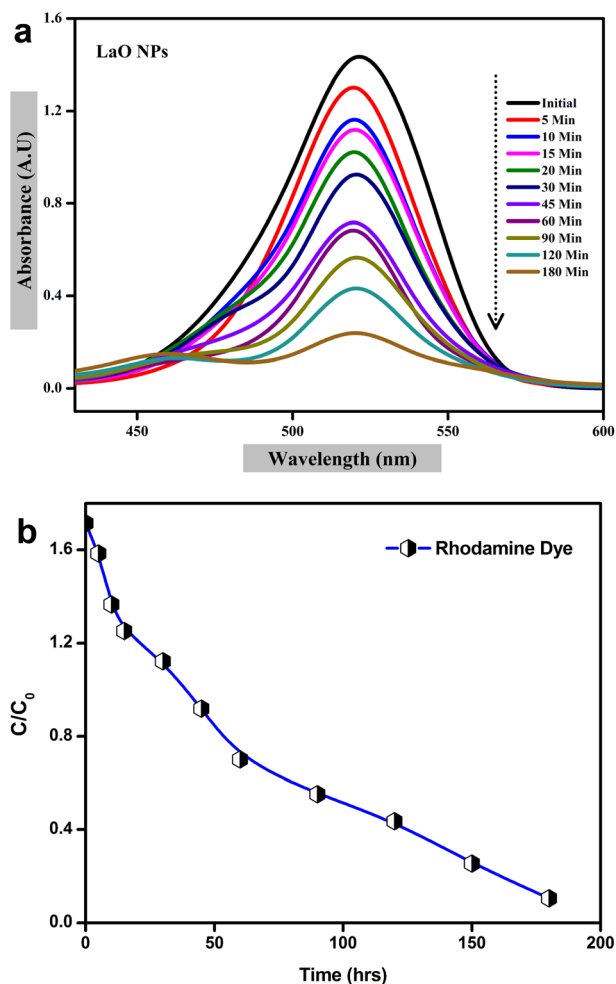 a
LaO NPs
1.6
1.2
0.8
0.4
0.0
Absorbance (A.U)
Initial
5 Min
10 Min
15 Min
20 Min
30 Min
45 Min
60 Min
90 Min
120 Min
180 Min
450
500
550
600
Wavelength (nm)
b
Rhodamine Dye
1.6
1.2
0.8
0.4
0.0
C/C₀
0
50
100
150
200
Time (hrs)